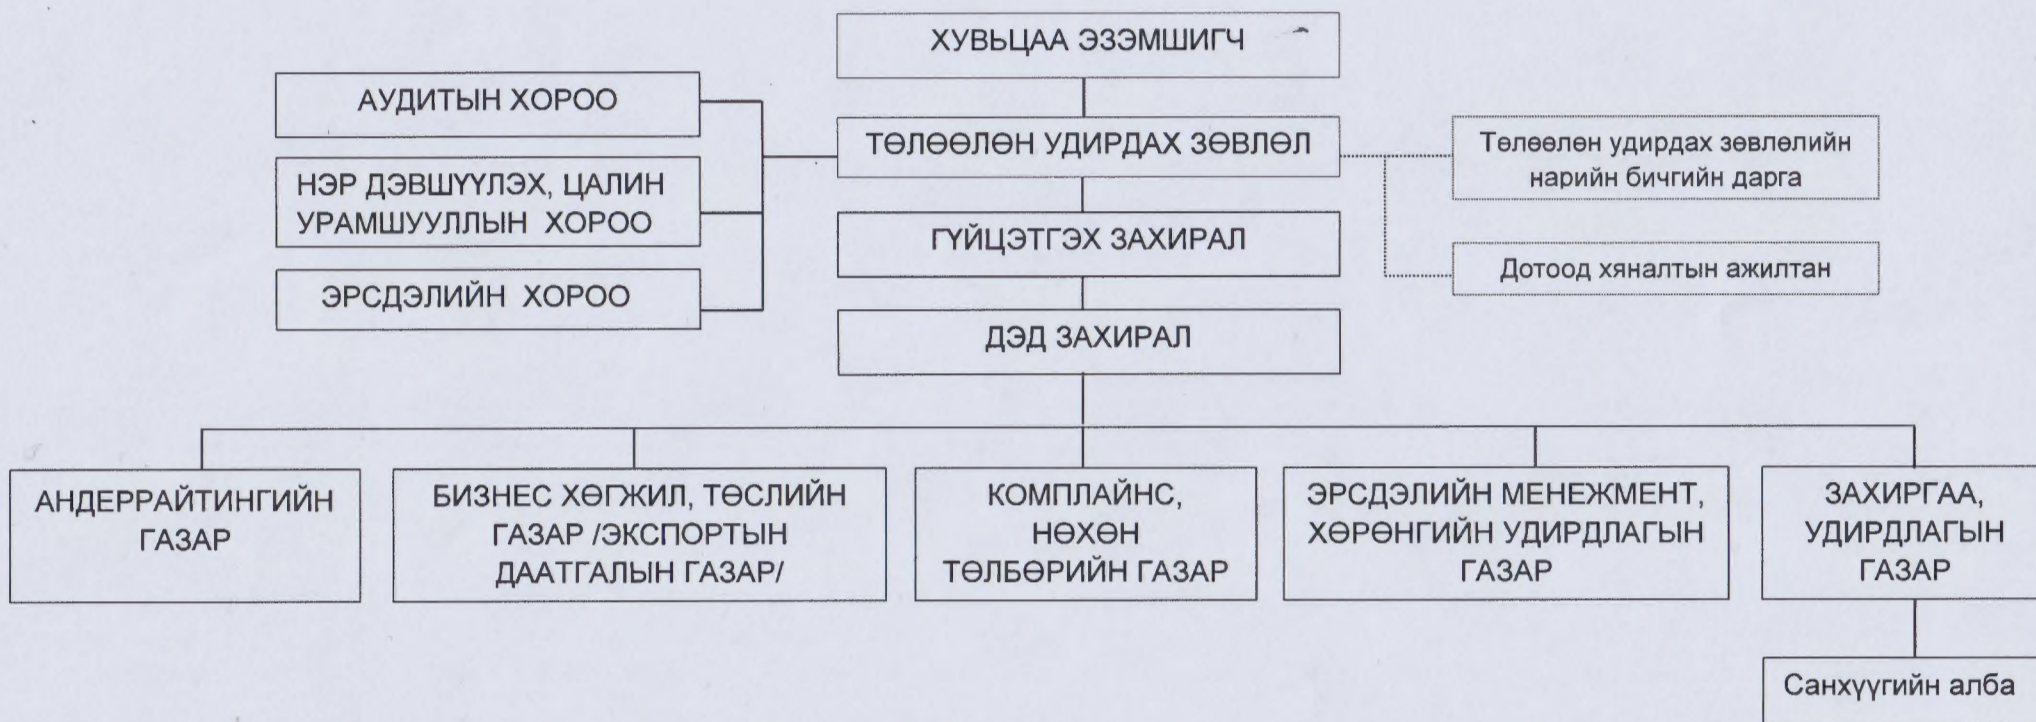 ХУВЬЦАА ЭЗЭМШИГЧ
АУДИТЫН ХОРОО
ТӨЛӨӨЛӨН УДИРДАХ ЗӨВЛӨЛ
Төлөөлөн удирдах зөвлөлийн
нарийн бичгийн дарга
НЭР ДЭВШҮҮЛЭХ, ЦАЛИН
УРАМШУУЛЛЫН ХОРОО
ГҮЙЦЭТГЭХ ЗАХИРАЛ
Дотоод хяналтын ажилтан
ЭРСДЭЛИЙН ХОРОО
ДЭД ЗАХИРАЛ
АНДЕРРАЙТИНГИЙН
ГАЗАР
БИЗНЕС ХӨГЖИЛ, ТӨСЛИЙН
ГАЗАР /ЭКСПОРТЫН
ДААТГАЛЫН ГАЗАР/
КОМПЛАЙНС,
НӨХӨН
ТӨЛБӨРИЙН ГАЗАР
ЭРСДЭЛИЙН МЕНЕЖМЕНТ,
ХӨРӨНГИЙН УДИРДЛАГЫН
ГАЗАР
ЗАХИРГАА,
УДИРДЛАГЫН
ГАЗАР
Санхүүгийн алба